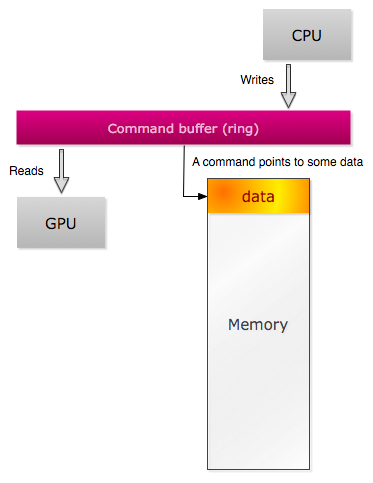 CPU
Writes
Command buffer (ring)
Reads
A command points to some data
data
GPU
Memory